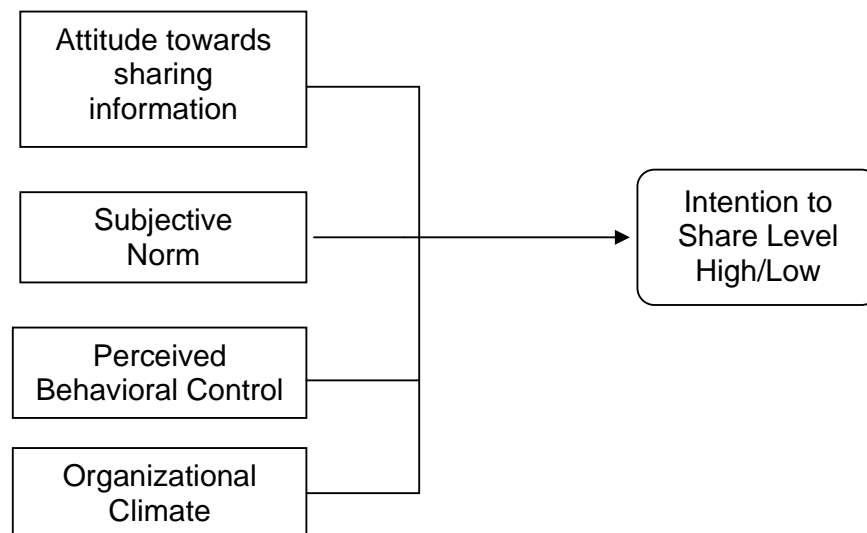 Attitude towards
sharing
information
Subjective
Norm
Perceived
Behavioral Control
Organizational
Climate
Intention to
Share Level
High/Low